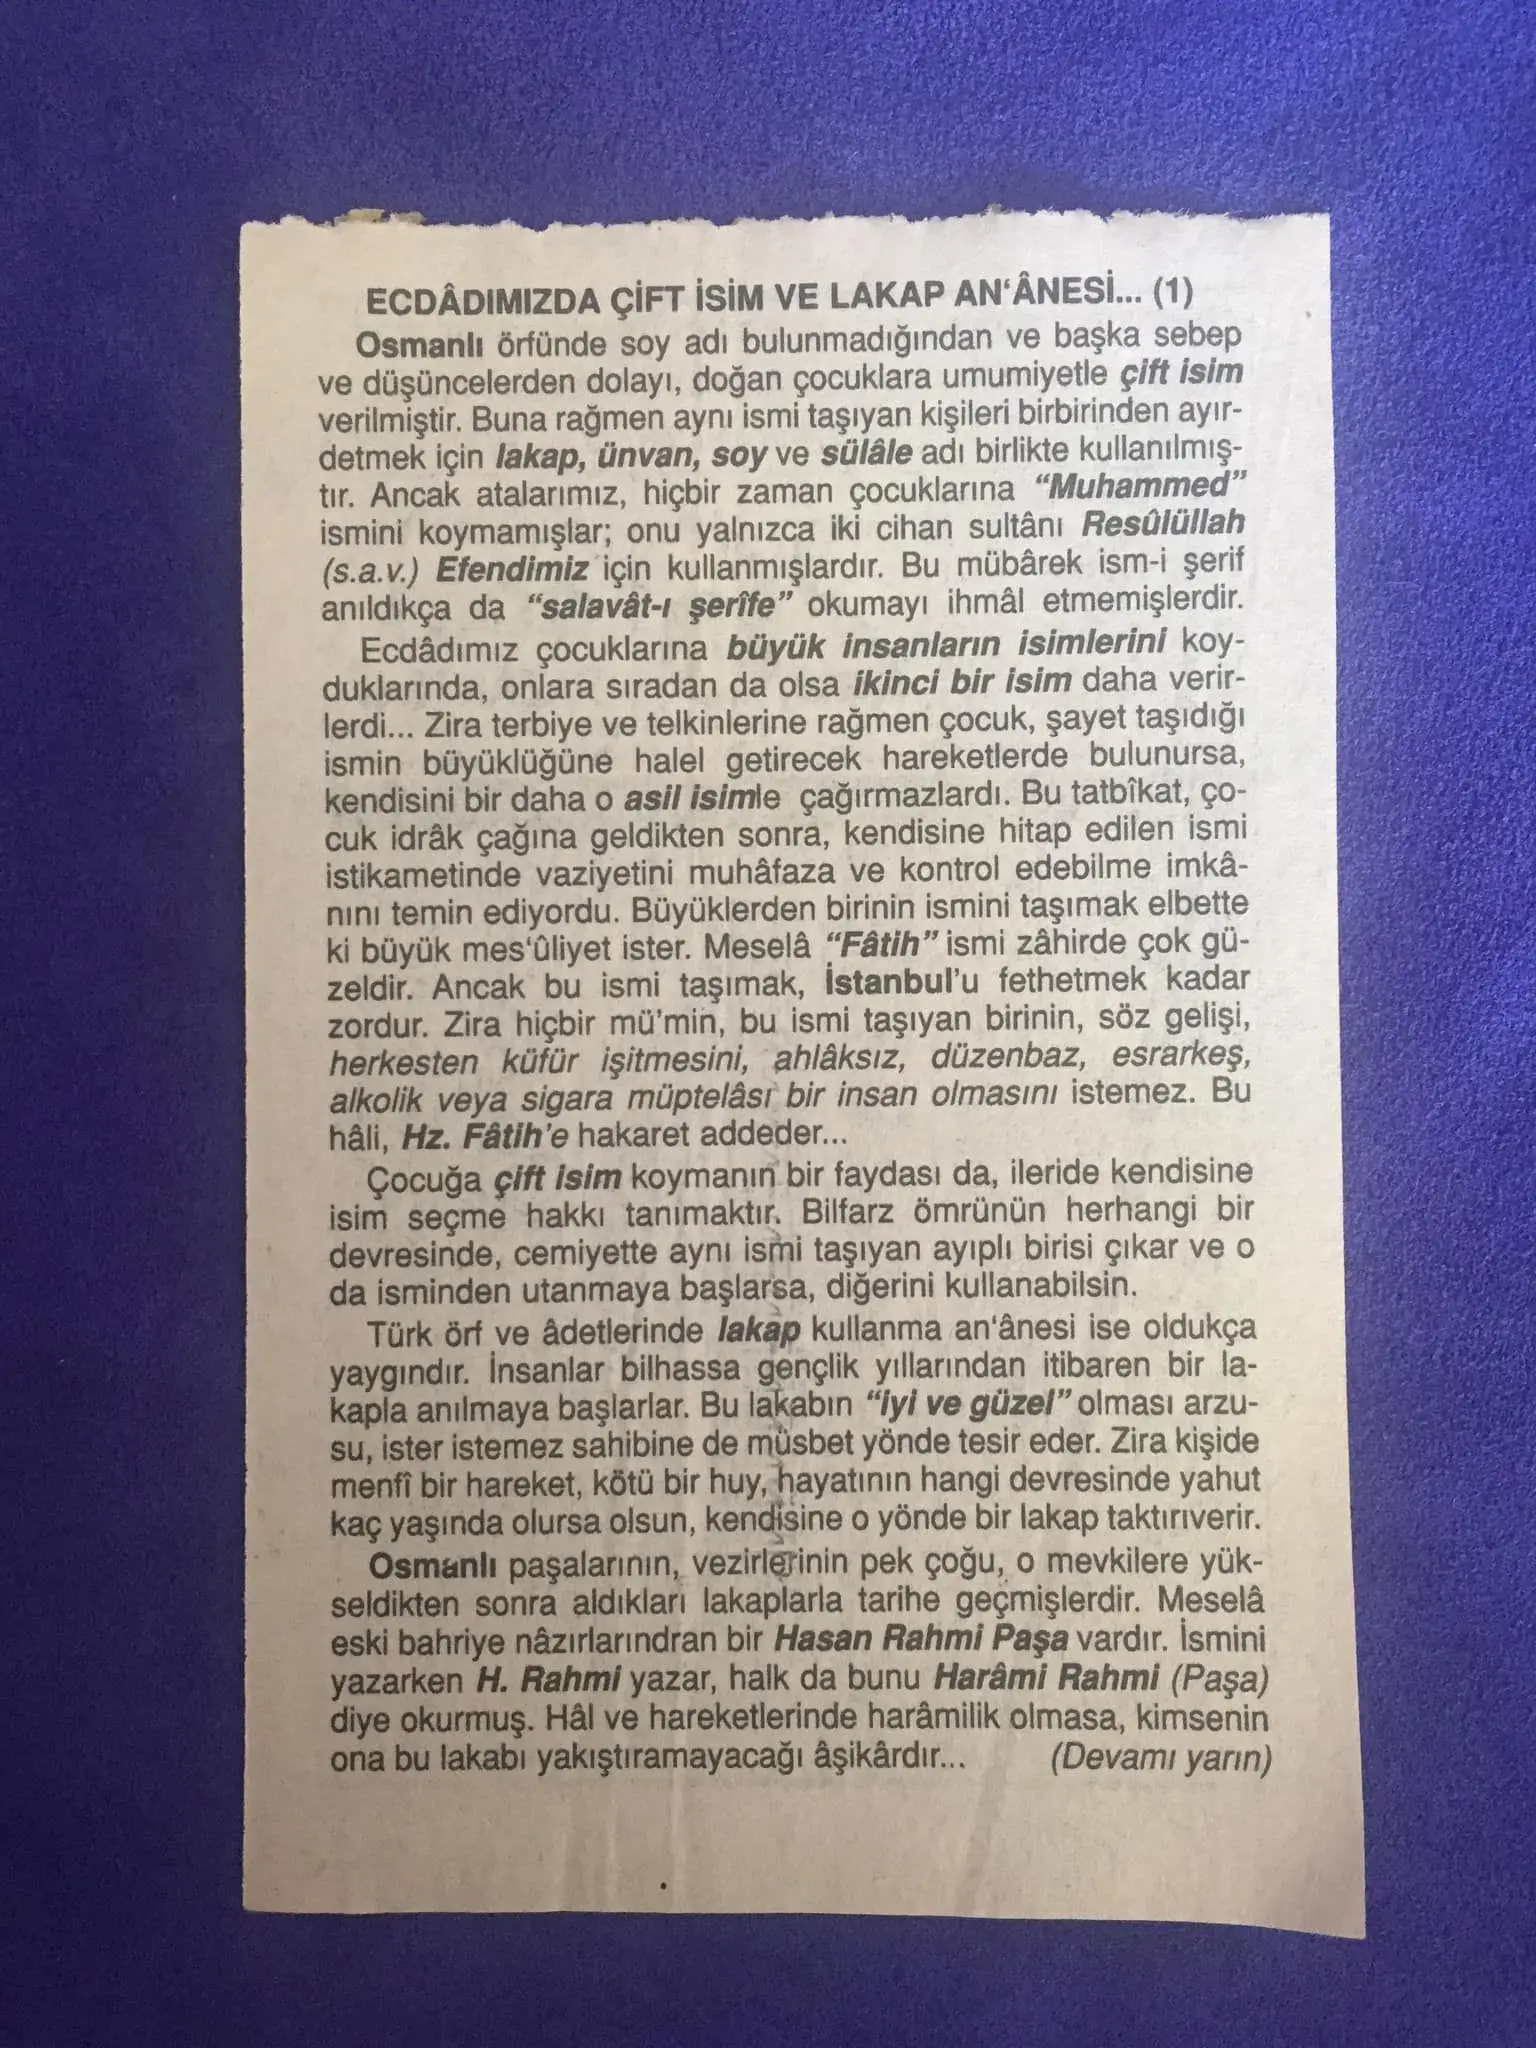 ECDÂDIMIZDA ÇİFT İSİM VE LAKAP AN‘ÂNESİ... (1)
Osmanlı örfünde soy adı bulunmadığından ve başka sebep
ve düşüncelerden dolayı, doğan çocuklara umumiyetle çift isim
verilmiştir. Buna rağmen aynı ismi taşıyan kişileri birbirinden ayır-
detmek için lakap, ünvan, soy ve sülâle adı birlikte kullanılmış-
tır. Ancak atalarımız, hiçbir zaman çocuklarına “Muhammed”
ismini koymamışlar; onu yalnızca iki cihan sultânı Resûlüllah
(s.a.v.) Efendimiz için kullanmışlardır. Bu mübârek ism-i şerif
anıldıkça da “salavât-ı şerîfe” okumayı ihmâl etmemişlerdir.
Ecdâdımız çocuklarına büyük insanların isimlerini koy-
duklarında, onlara sıradan da olsa ikinci bir isim daha verir-
lerdi... Zira terbiye ve telkinlerine rağmen çocuk, şayet taşıdığı
ismin büyüklüğüne halel getirecek hareketlerde bulunursa,
kendisini bir daha o asil isimle çağırmazlardı. Bu tatbîkat, ço-
cuk idrâk çağına geldikten sonra, kendisine hitap edilen ismi
istikametinde vaziyetini muhâfaza ve kontrol edebilme imkâ-
nını temin ediyordu. Büyüklerden birinin ismini taşımak elbette
ki büyük mes‘ûliyet ister. Meselâ “Fâtih” ismi zâhirde çok gü-
zeldir. Ancak bu ismi taşımak, İstanbul'u fethetmek kadar
zordur. Zira hiçbir mü’min, bu ismi taşıyan birinin, söz gelişi,
herkesten küfür işitmesini, ahlâksız, düzenbaz, esrarkeş,
alkolik veya sigara müptelâsı bir insan olmasını istemez. Bu
hâli, Hz. Fâtih'e hakaret addeder...
Çocuğa çift isim koymanın bir faydası da, ileride kendisine
isim seçme hakkı tanımaktır. Bilfarz ömrünün herhangi bir
devresinde, cemiyette aynı ismi taşıyan ayıplı birisi çıkar ve o
da isminden utanmaya başlarsa, diğerini kullanabilsin.
Türk örf ve âdetlerinde lakap kullanma an‘ânesi ise oldukça
yaygındır. İnsanlar bilhassa gençlik yıllarından itibaren bir la-
kapla anılmaya başlarlar. Bu lakabın “iyi ve güzel” olması arzu-
su, ister istemez sahibine de müsbet yönde tesir eder. Zira kişide
menfî bir hareket, kötü bir huy, hayatının hangi devresinde yahut
kaç yaşında olursa olsun, kendisine o yönde bir lakap taktırıverir.
Osmanlı paşalarının, vezirlerinin pek çoğu, o mevkilere yük-
seldikten sonra aldıkları lakaplarla tarihe geçmişlerdir. Meselâ
eski bahriye nâzırlarındran bir Hasan Rahmi Paşa vardır. İsmini
yazarken H. Rahmi yazar, halk da bunu Harâmi Rahmi (Paşa)
diye okurmuş. Hâl ve hareketlerinde harâmilik olmasa, kimsenin
ona bu lakabı yakıştıramayacağı âşikârdır... (Devamı yarın)